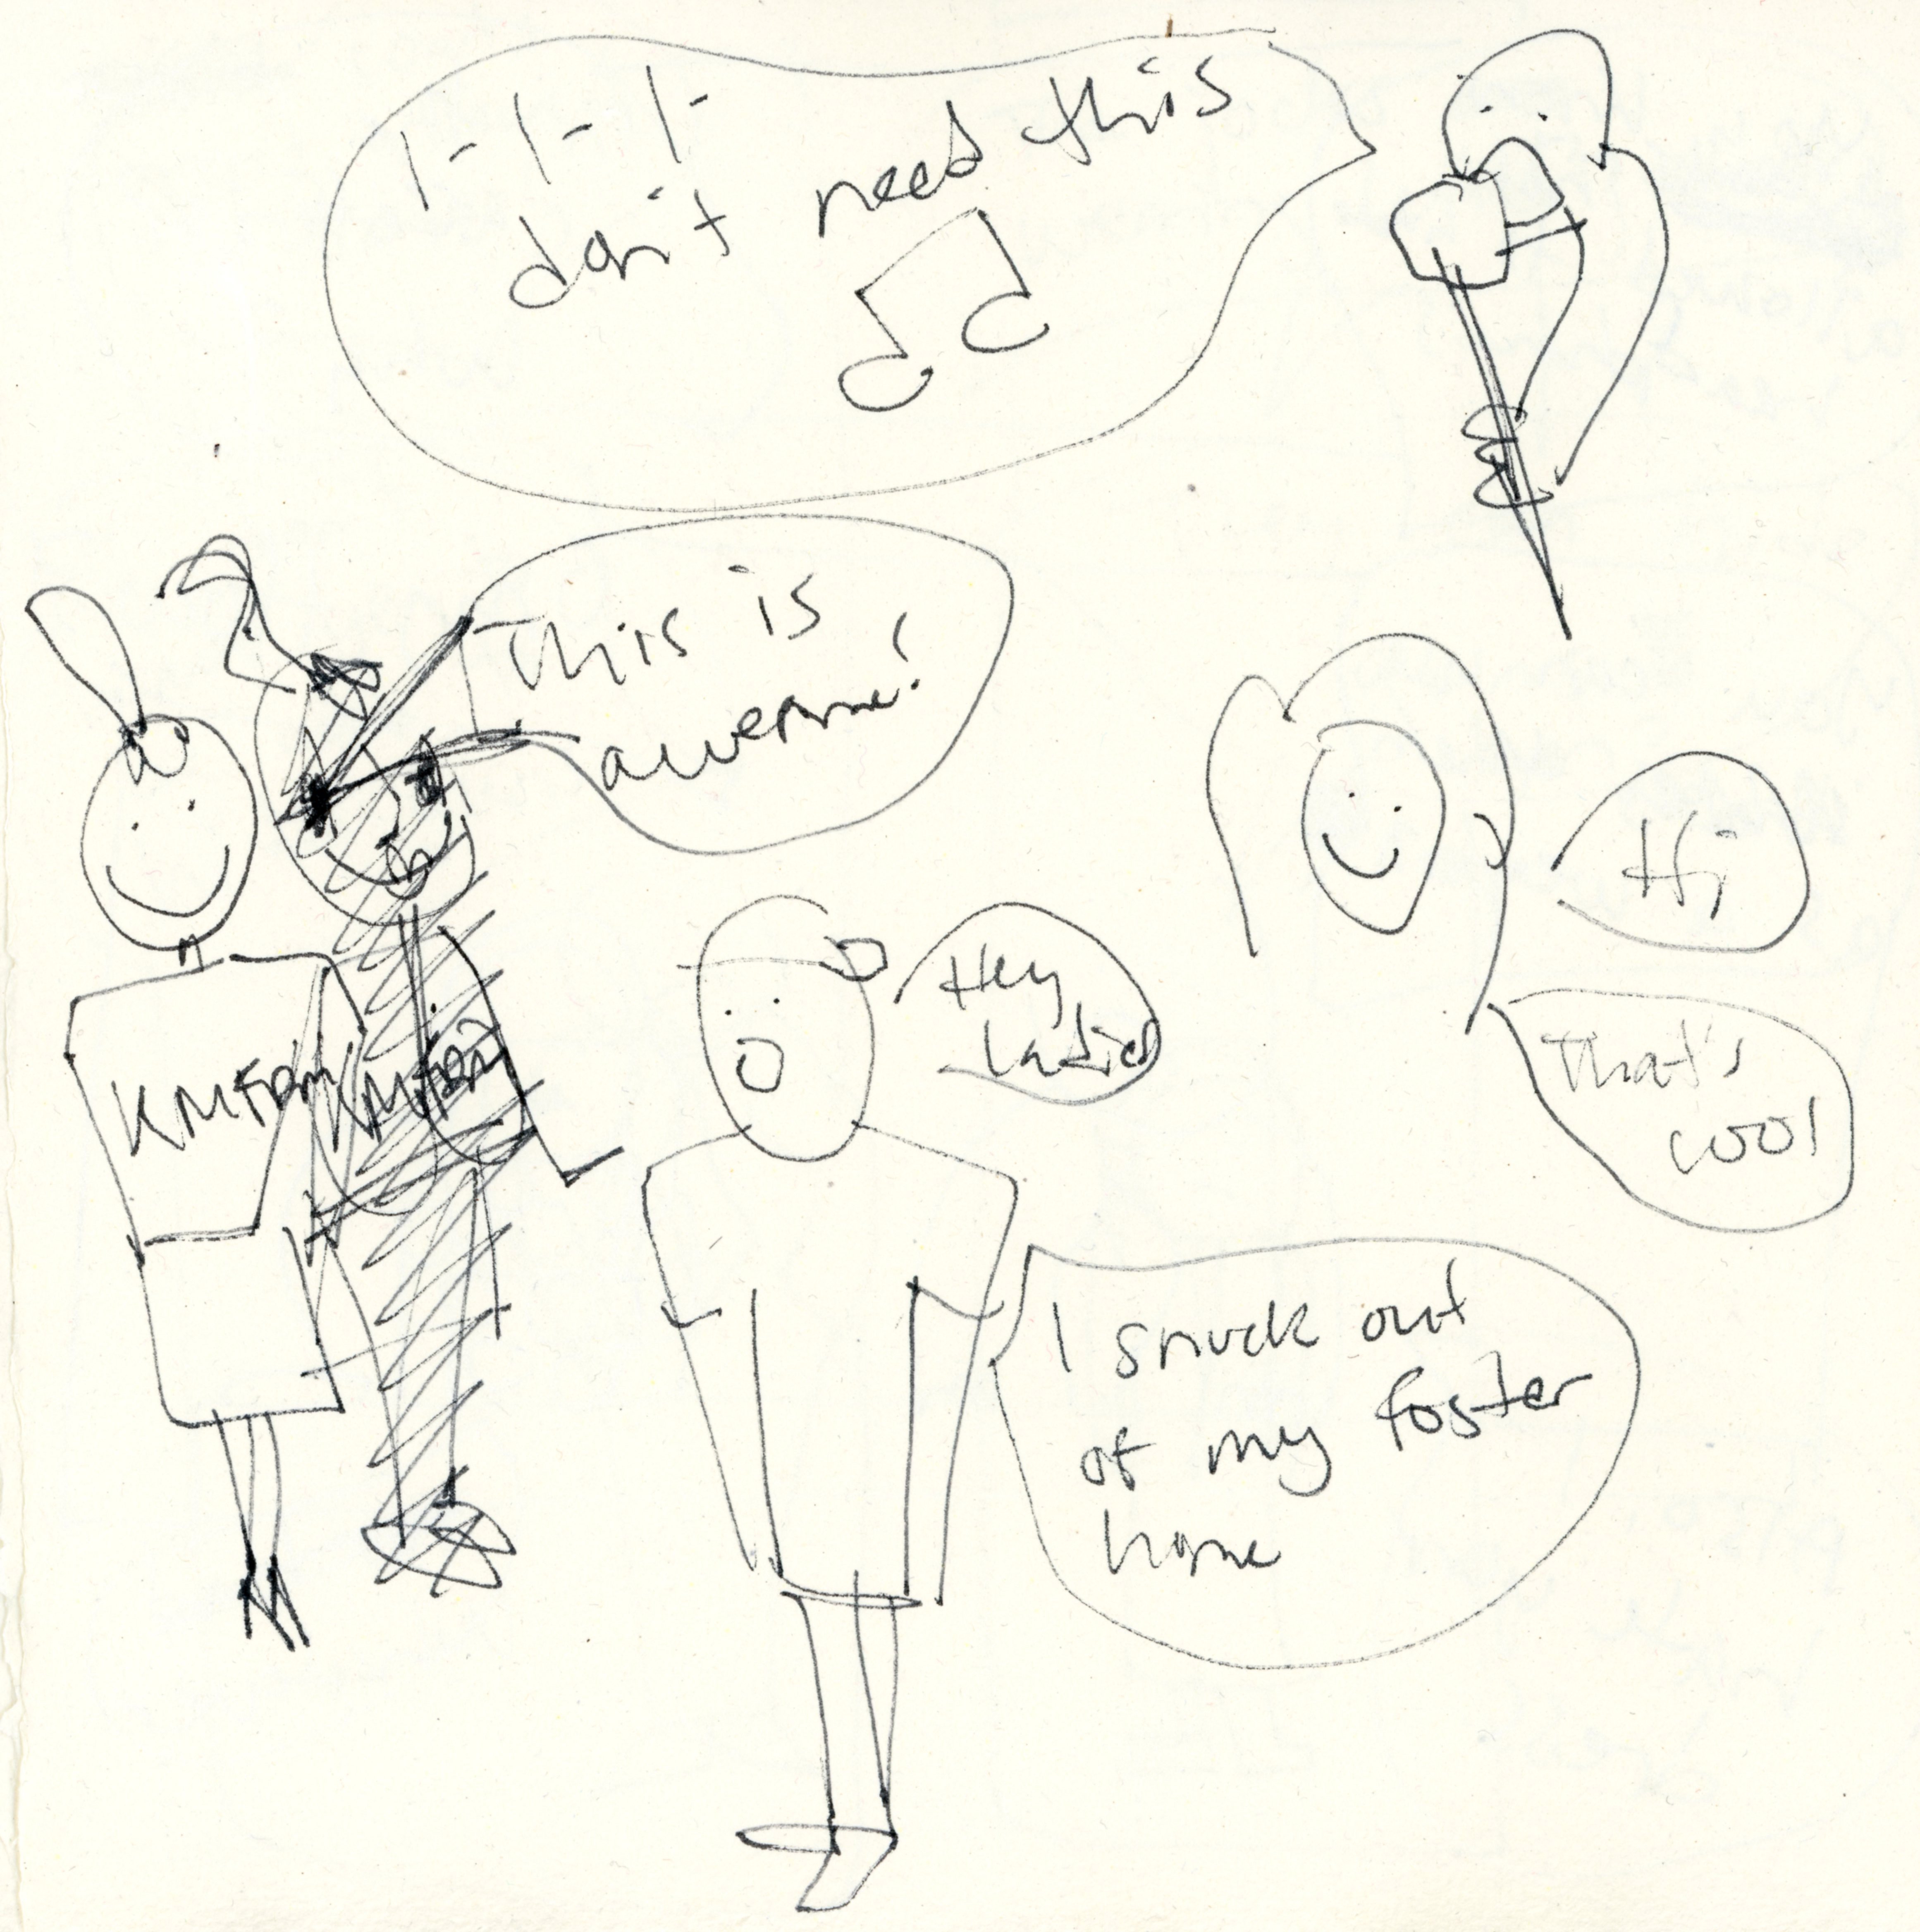 I-I-I-
don't need this
This is
awesome!
Hi
Hey
Ladies
That's
cool
KMFDM KMFDM
I snuck out
of my foster
home